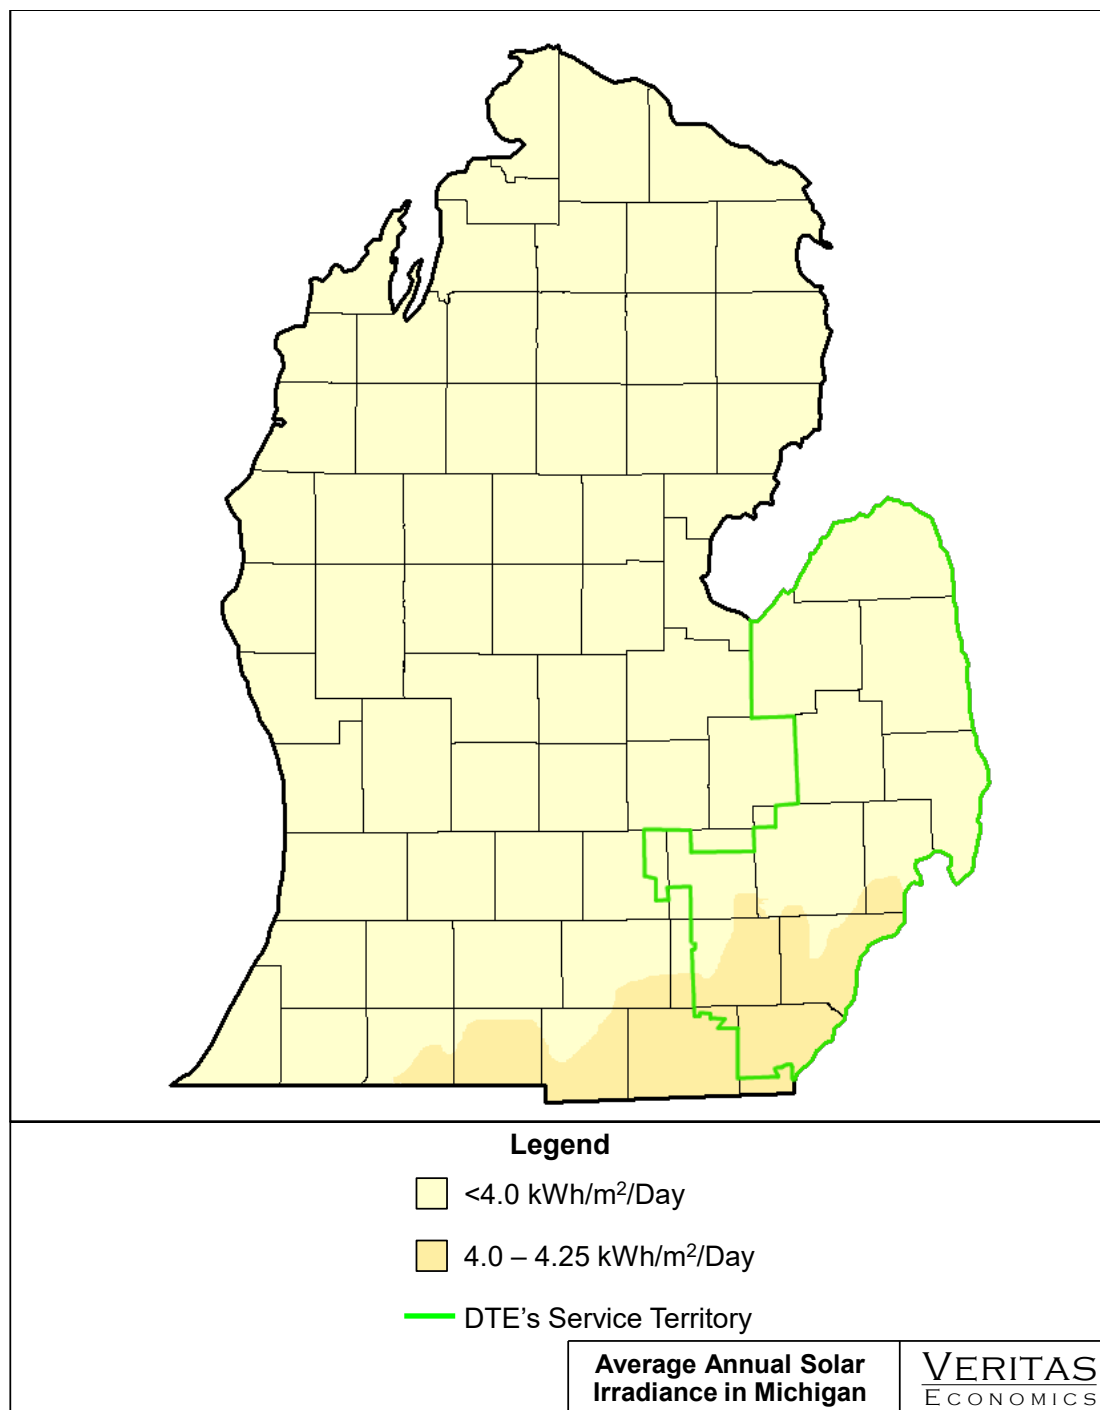 Legend
<4.0 kWh/m²/Day
4.0 – 4.25 kWh/m²/Day
DTE's Service Territory
Average Annual Solar
Irradiance in Michigan
VERITAS
ECONOMICS